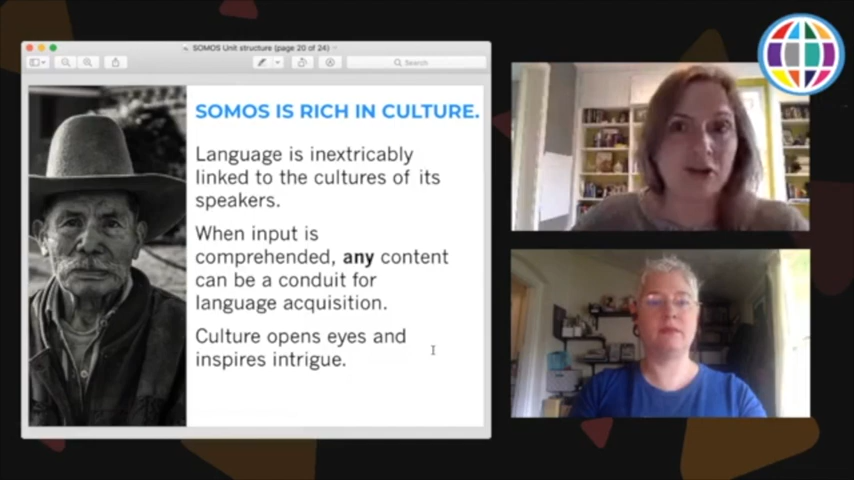 SOMOS Unit structure (page 20 of 24)
Search
SOMOS IS RICH IN CULTURE.
Language is inextricably
linked to the cultures of its
speakers.
When input is
comprehended, any content
can be a conduit for
language acquisition.
Culture opens eyes and
inspires intrigue.